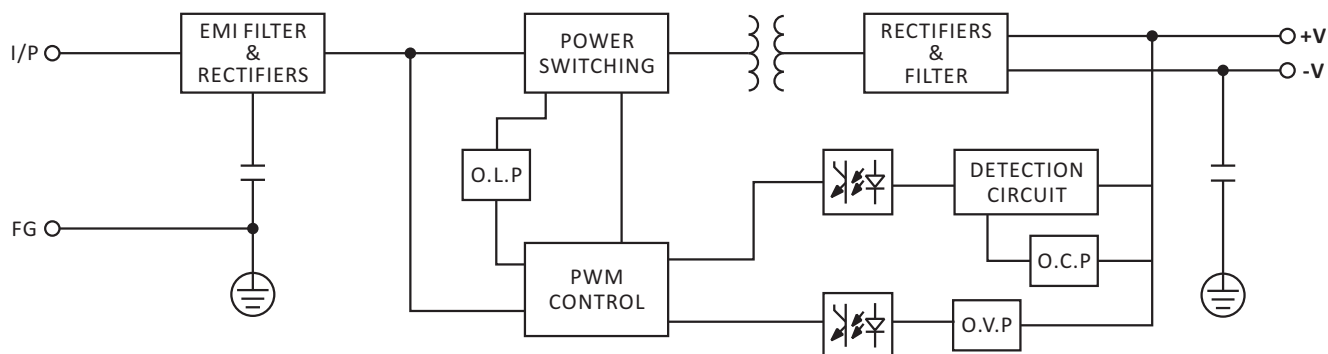 I/P
EMI FILTER
&
RECTIFIERS
POWER
SWITCHING
RECTIFIERS
&
FILTER
+V
-V
O.L.P
DETECTION
CIRCUIT
FG
O.C.P
PWM
CONTROL
O.V.P